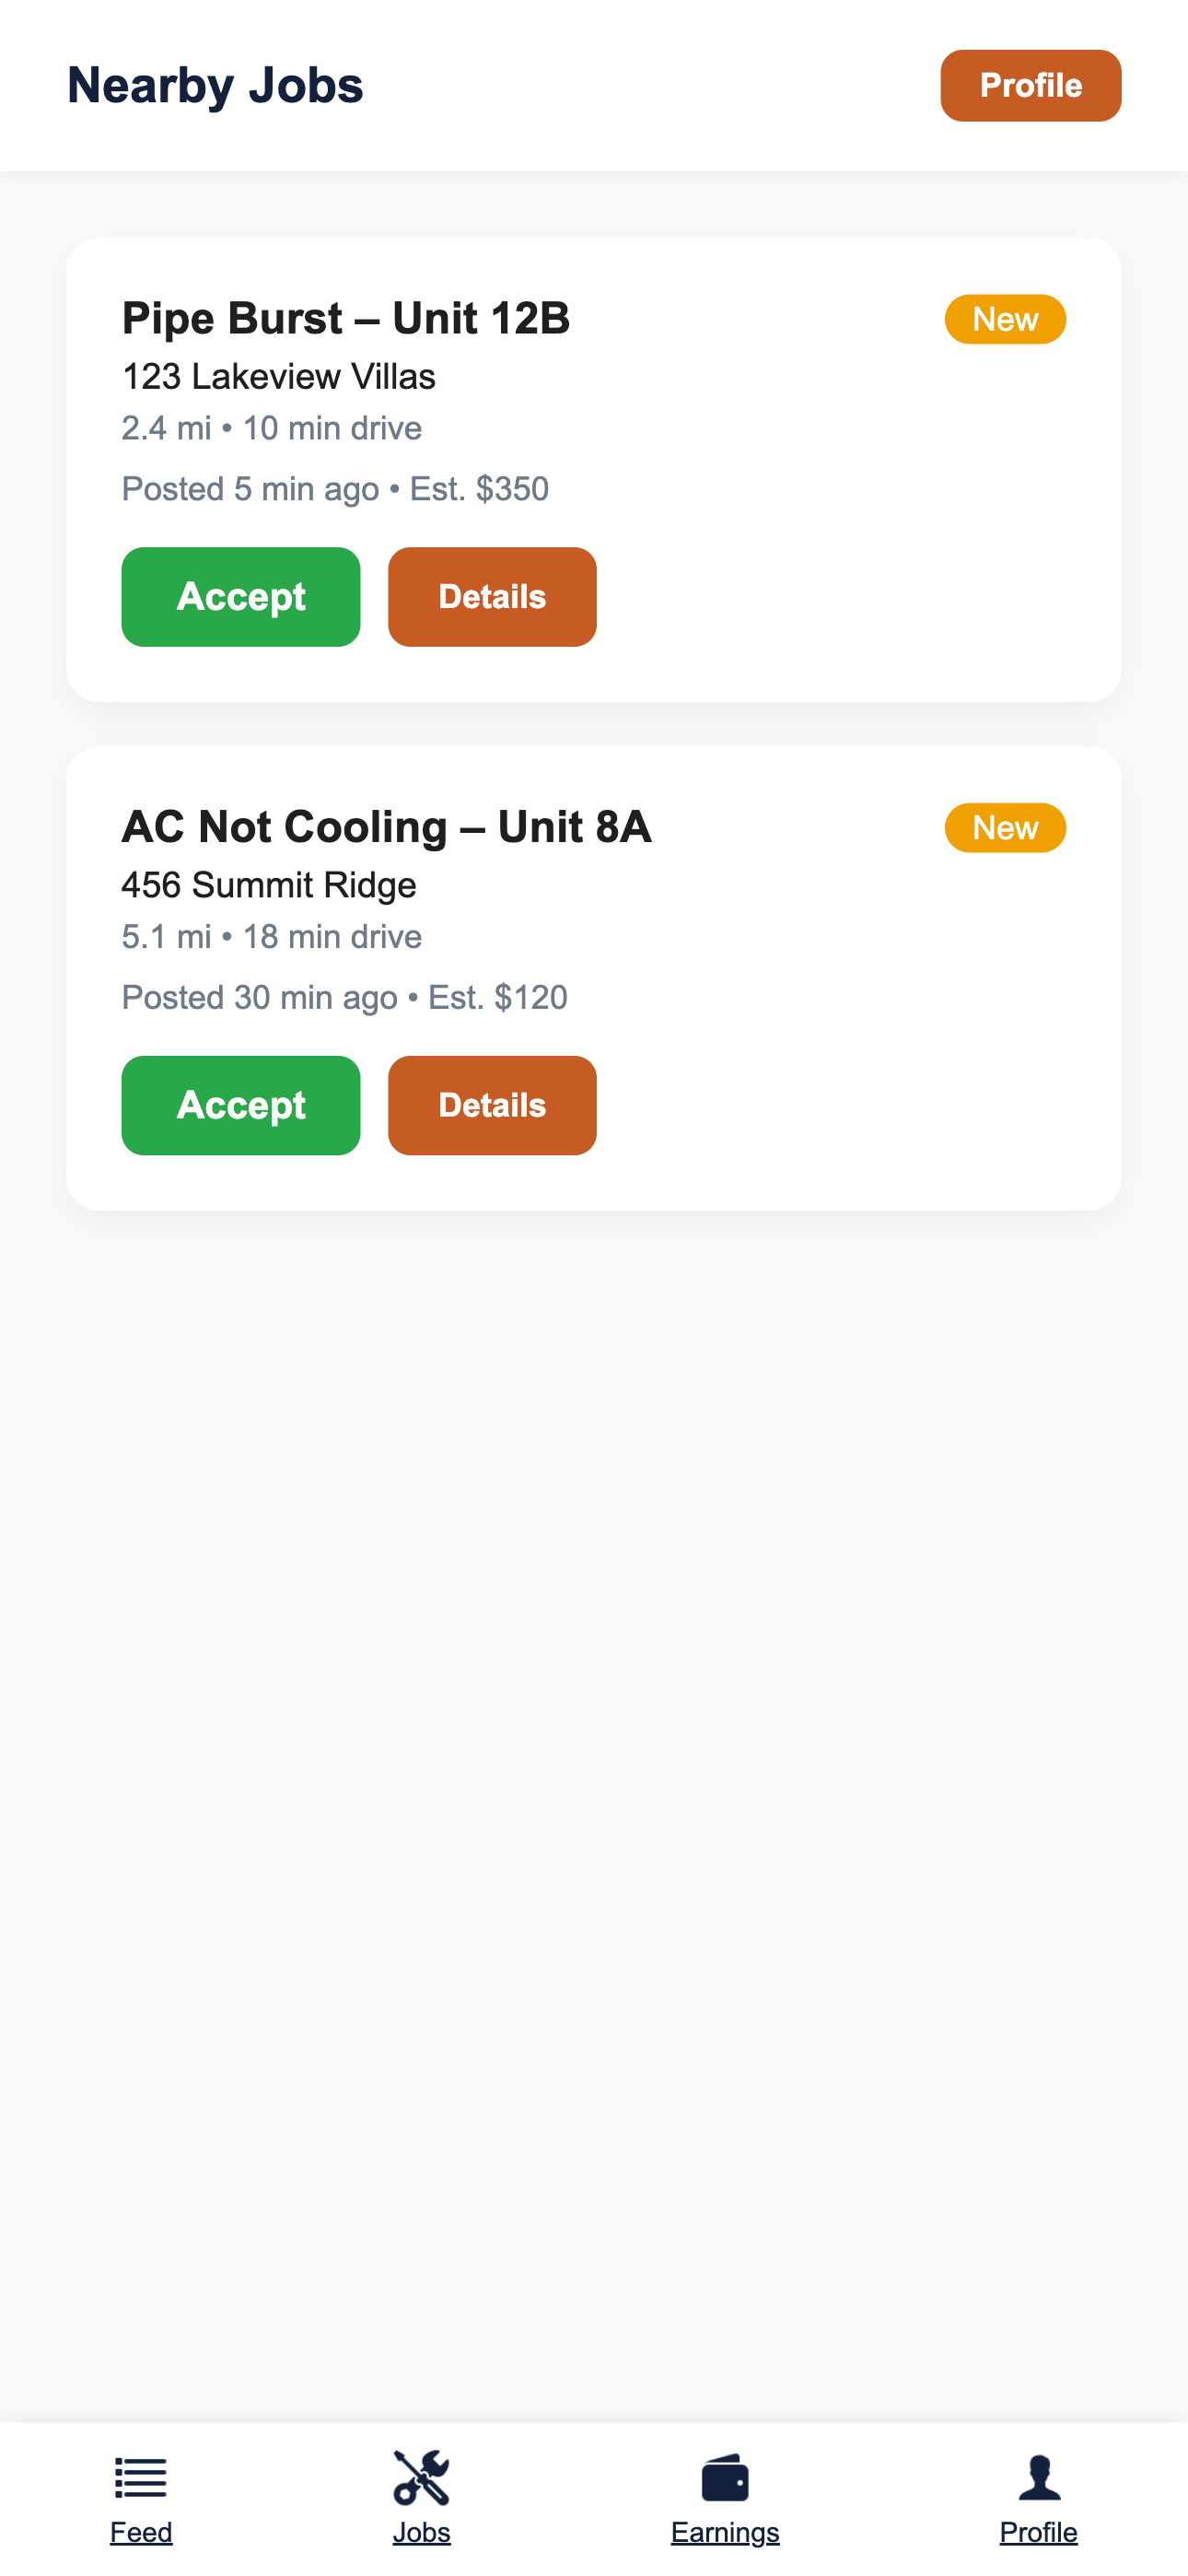 Nearby Jobs
Profile
Pipe Burst – Unit 12B
New
123 Lakeview Villas
2.4 mi • 10 min drive
Posted 5 min ago • Est. $350
Accept
Details
AC Not Cooling – Unit 8A
New
456 Summit Ridge
5.1 mi • 18 min drive
Posted 30 min ago • Est. $120
Accept
Details
Feed
Jobs
Earnings
Profile